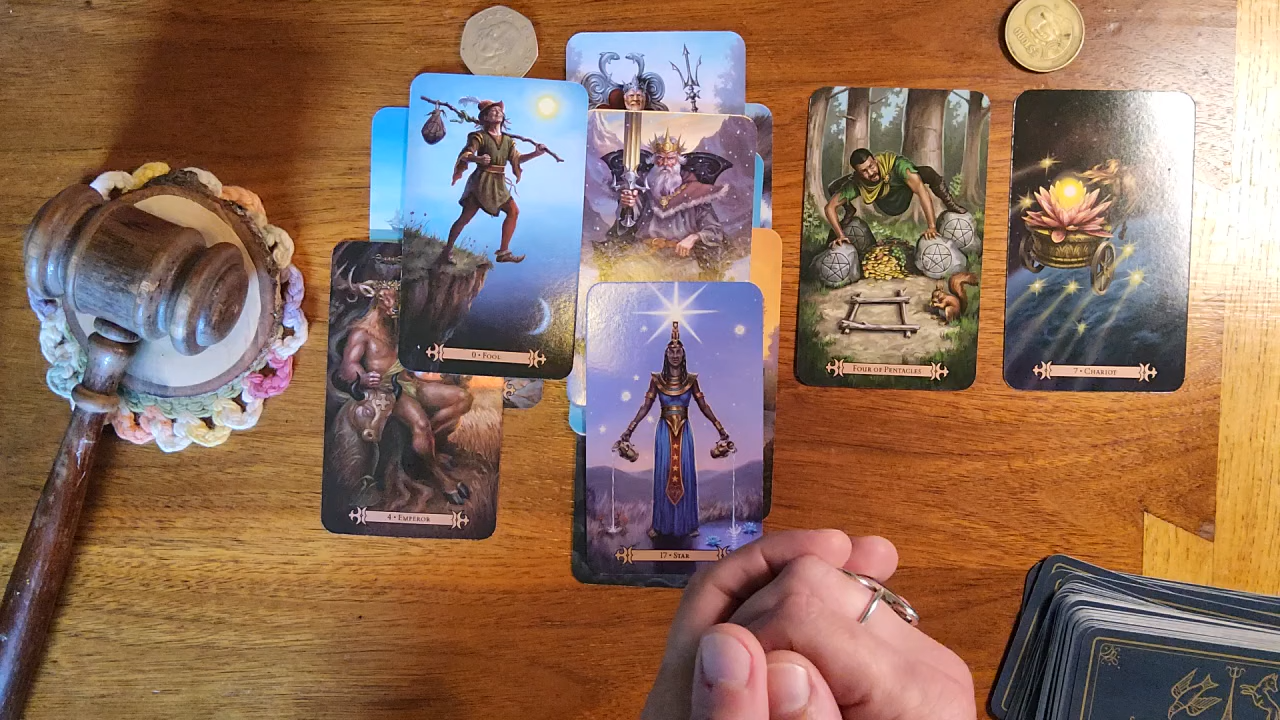 0 • Fool
Four of Pentacles
7 • Chariot
4 • Emperor
17 • Star